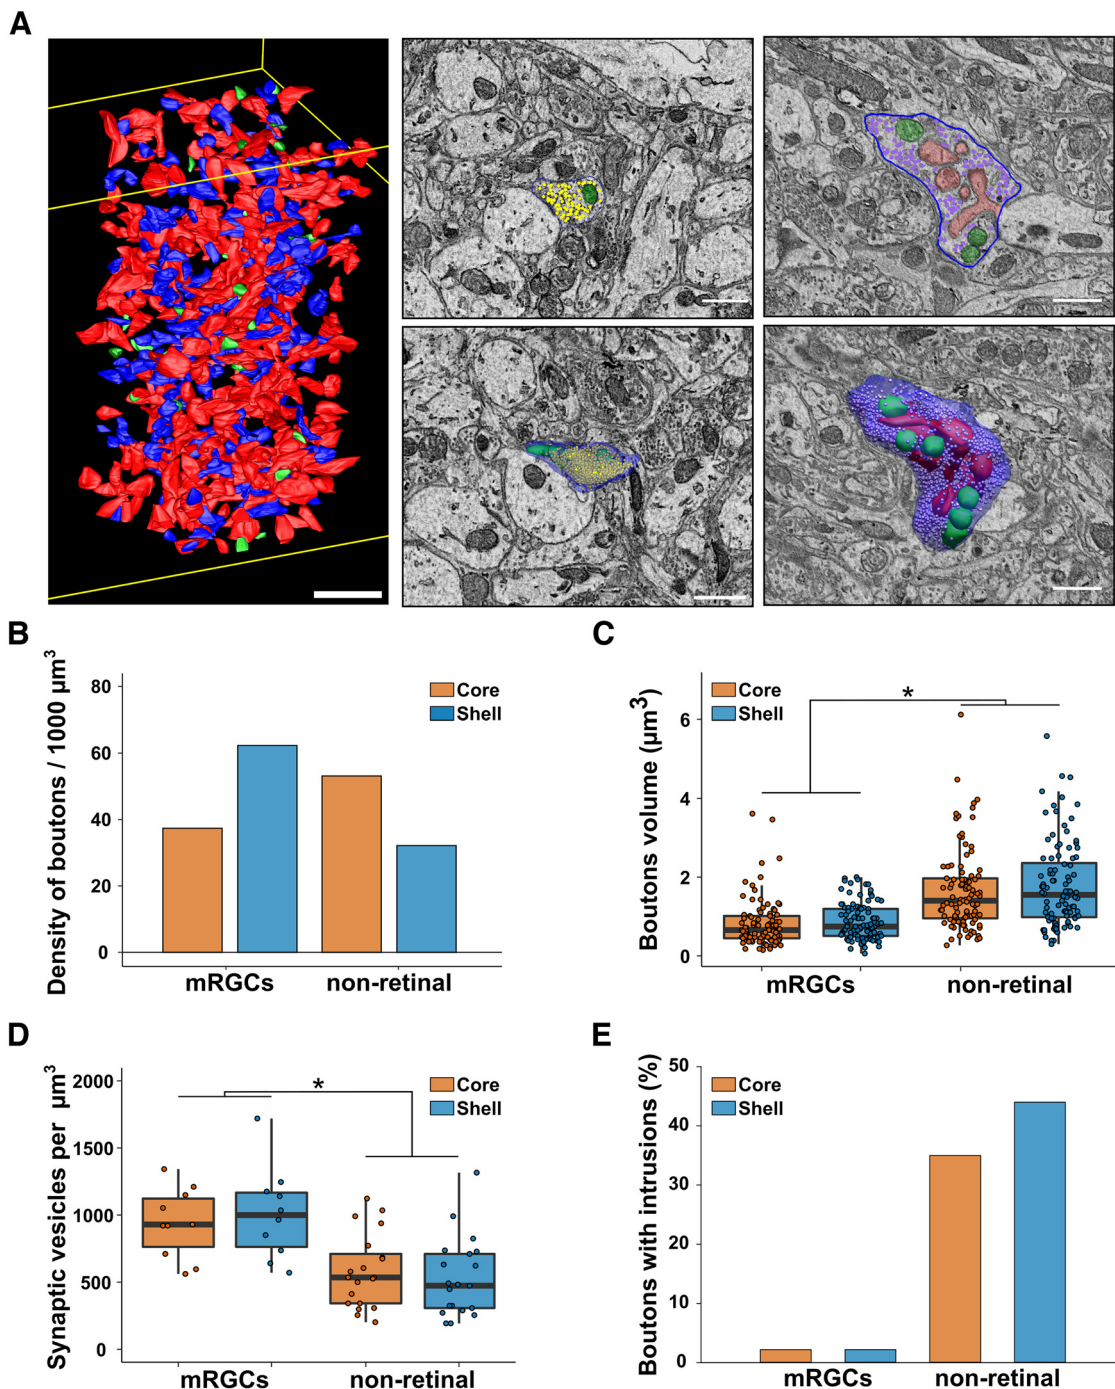 A
B
Density of boutons / 1000 µm³
80
60
40
20
0
Core
Shell
mRGCs
non-retinal
C
Boutons volume (µm³)
6
4
2
0
Core
Shell
*
mRGCs
non-retinal
D
Synaptic vesicles per µm³
2000
1500
1000
500
0
Core
Shell
*
mRGCs
non-retinal
E
Boutons with intrusions (%)
50
40
30
20
10
0
Core
Shell
mRGCs
non-retinal